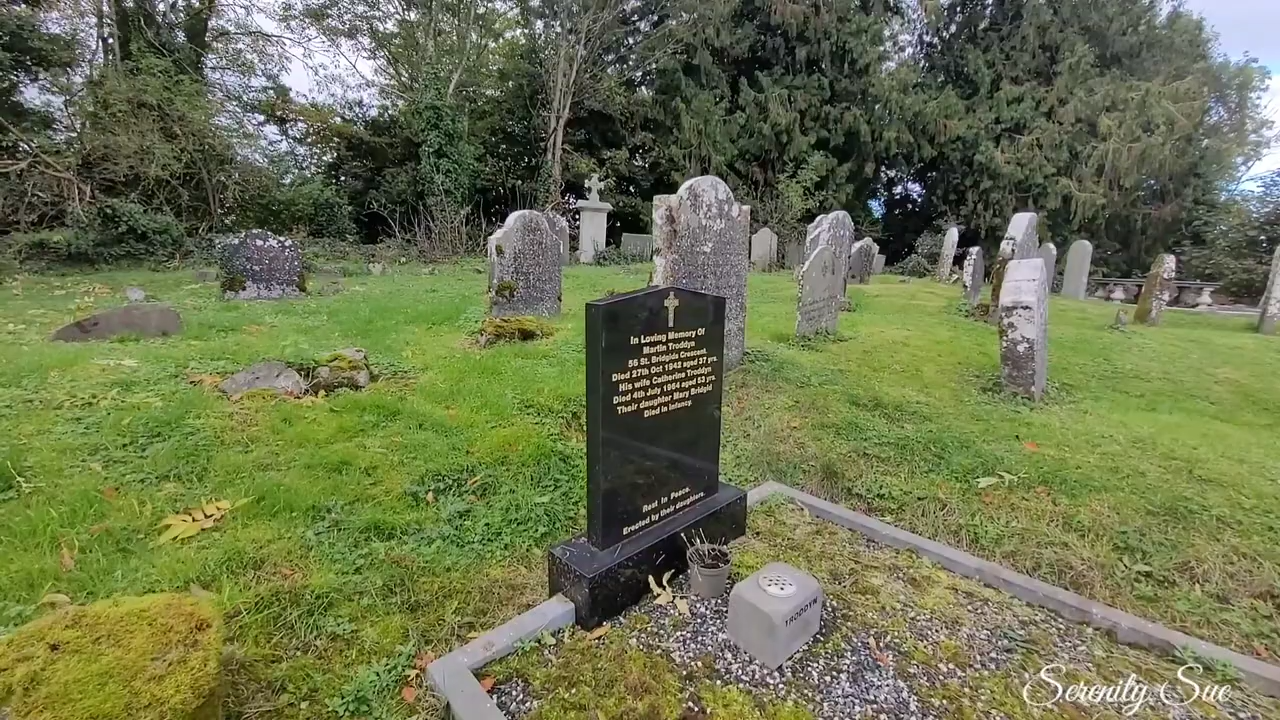 In Loving Memory Of
Martin Troddyn
56 St. Bridgids Crescent.
Died 27th Oct 1942 aged 37 yrs.
His wife Catherine Troddyn
Died 4th July 1964 aged 53 yrs.
Their daughter Mary Bridgid
Died in Infancy.
Rest In Peace.
Erected by their daughters.
TRODDYN
Serenity Sue